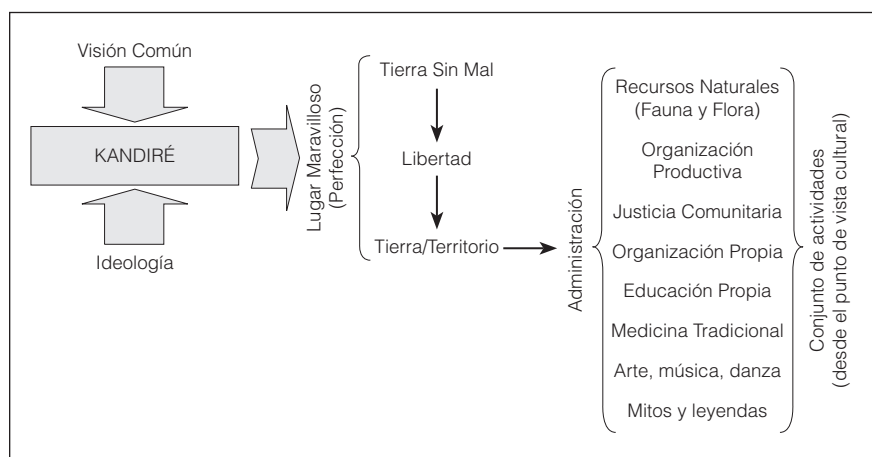 Visión Común
KANDIRÉ
Ideología
Lugar Maravilloso
(Perfección)
Tierra Sin Mal
Libertad
Tierra/Territorio
Administración
Recursos Naturales
(Fauna y Flora)
Organización
Productiva
Justicia Comunitaria
Organización Propia
Educación Propia
Medicina Tradicional
Arte, música, danza
Mitos y leyendas
Conjunto de actividades
(desde el punto de vista cultural)